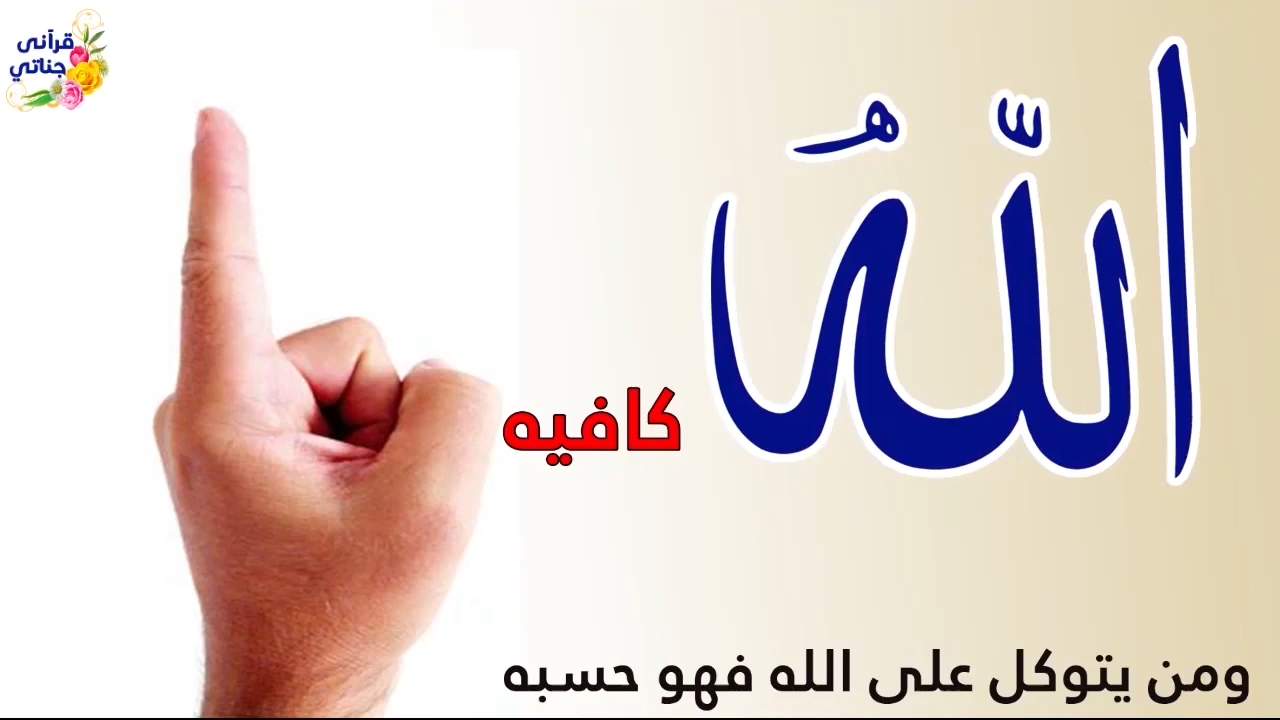 قرآنى
جناتي
اللّهُ
كافيه
ومن يتوكل على الله فهو حسبه